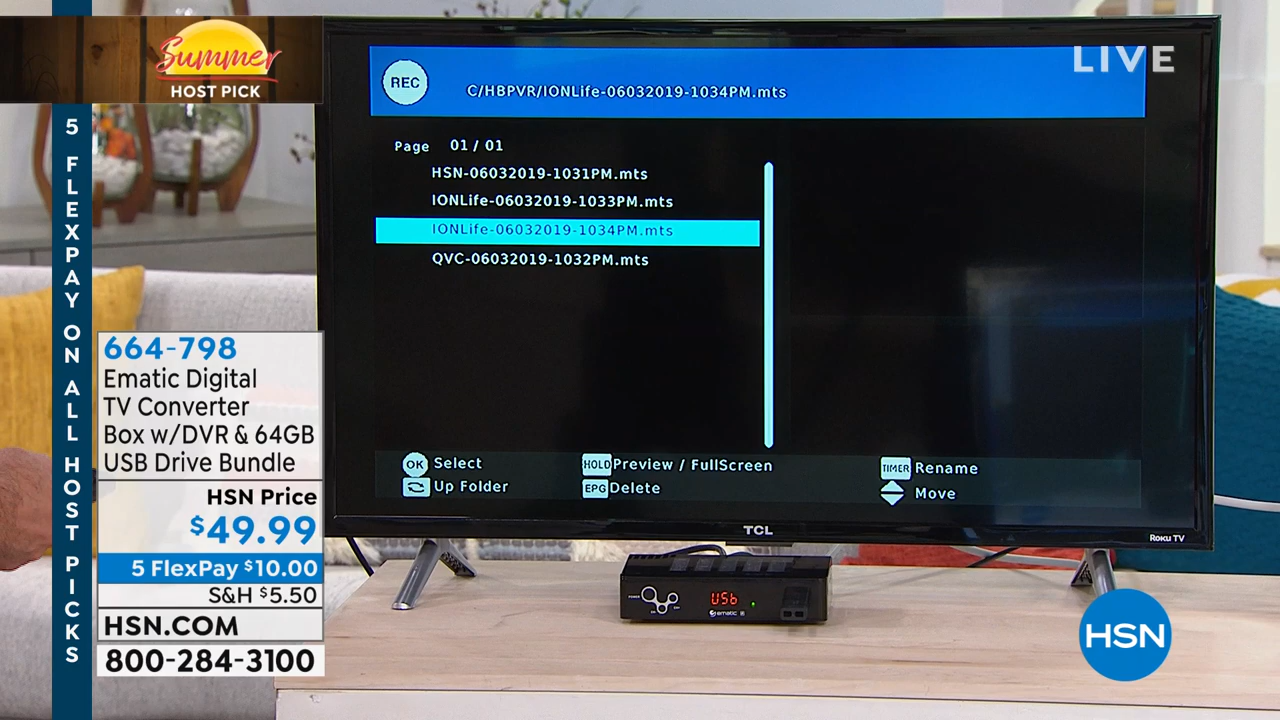 Summer
HOST PICK
5 FLEXPAY ON ALL HOST PICKS
LIVE
REC
C/HBPVR/IONLife-06032019-1034PM.mts
Page 01 / 01
HSN-06032019-1031PM.mts
IONLife-06032019-1033PM.mts
IONLife-06032019-1034PM.mts
QVC-06032019-1032PM.mts
OK Select
HOLD Preview / FullScreen
TIMER Rename
Up Folder
EPG Delete
Move
TCL
Roku TV
664-798
Ematic Digital
TV Converter
Box w/DVR & 64GB
USB Drive Bundle
HSN Price
$49.99
5 FlexPay $10.00
S&H $5.50
HSN.COM
800-284-3100
POWER
USb
ematic
HSN